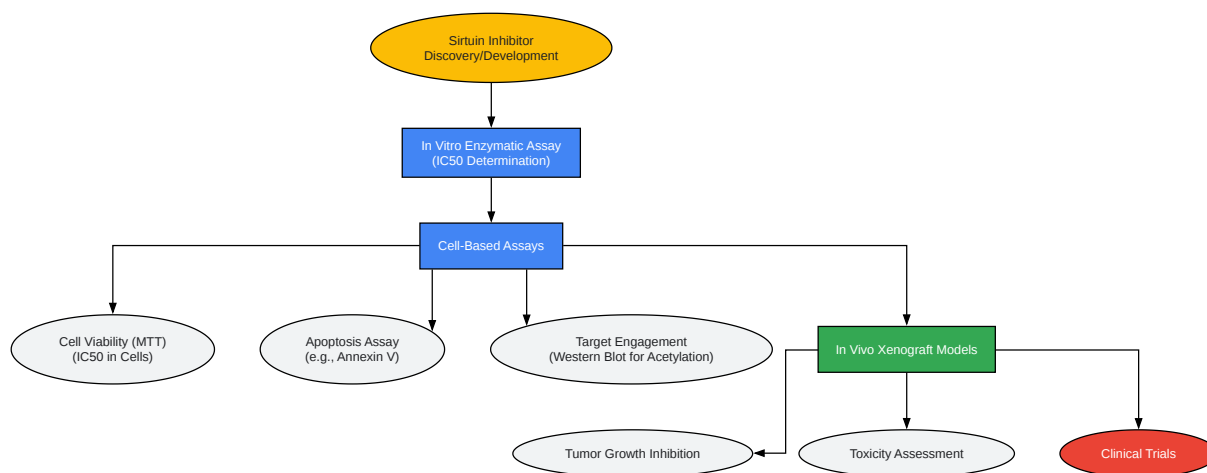 Sirtuin Inhibitor
Discovery/Development
In Vitro Enzymatic Assay
(IC50 Determination)
Cell-Based Assays
Cell Viability (MTT)
(IC50 in Cells)
Apoptosis Assay
(e.g., Annexin V)
Target Engagement
(Western Blot for Acetylation)
In Vivo Xenograft Models
Tumor Growth Inhibition
Toxicity Assessment
Clinical Trials